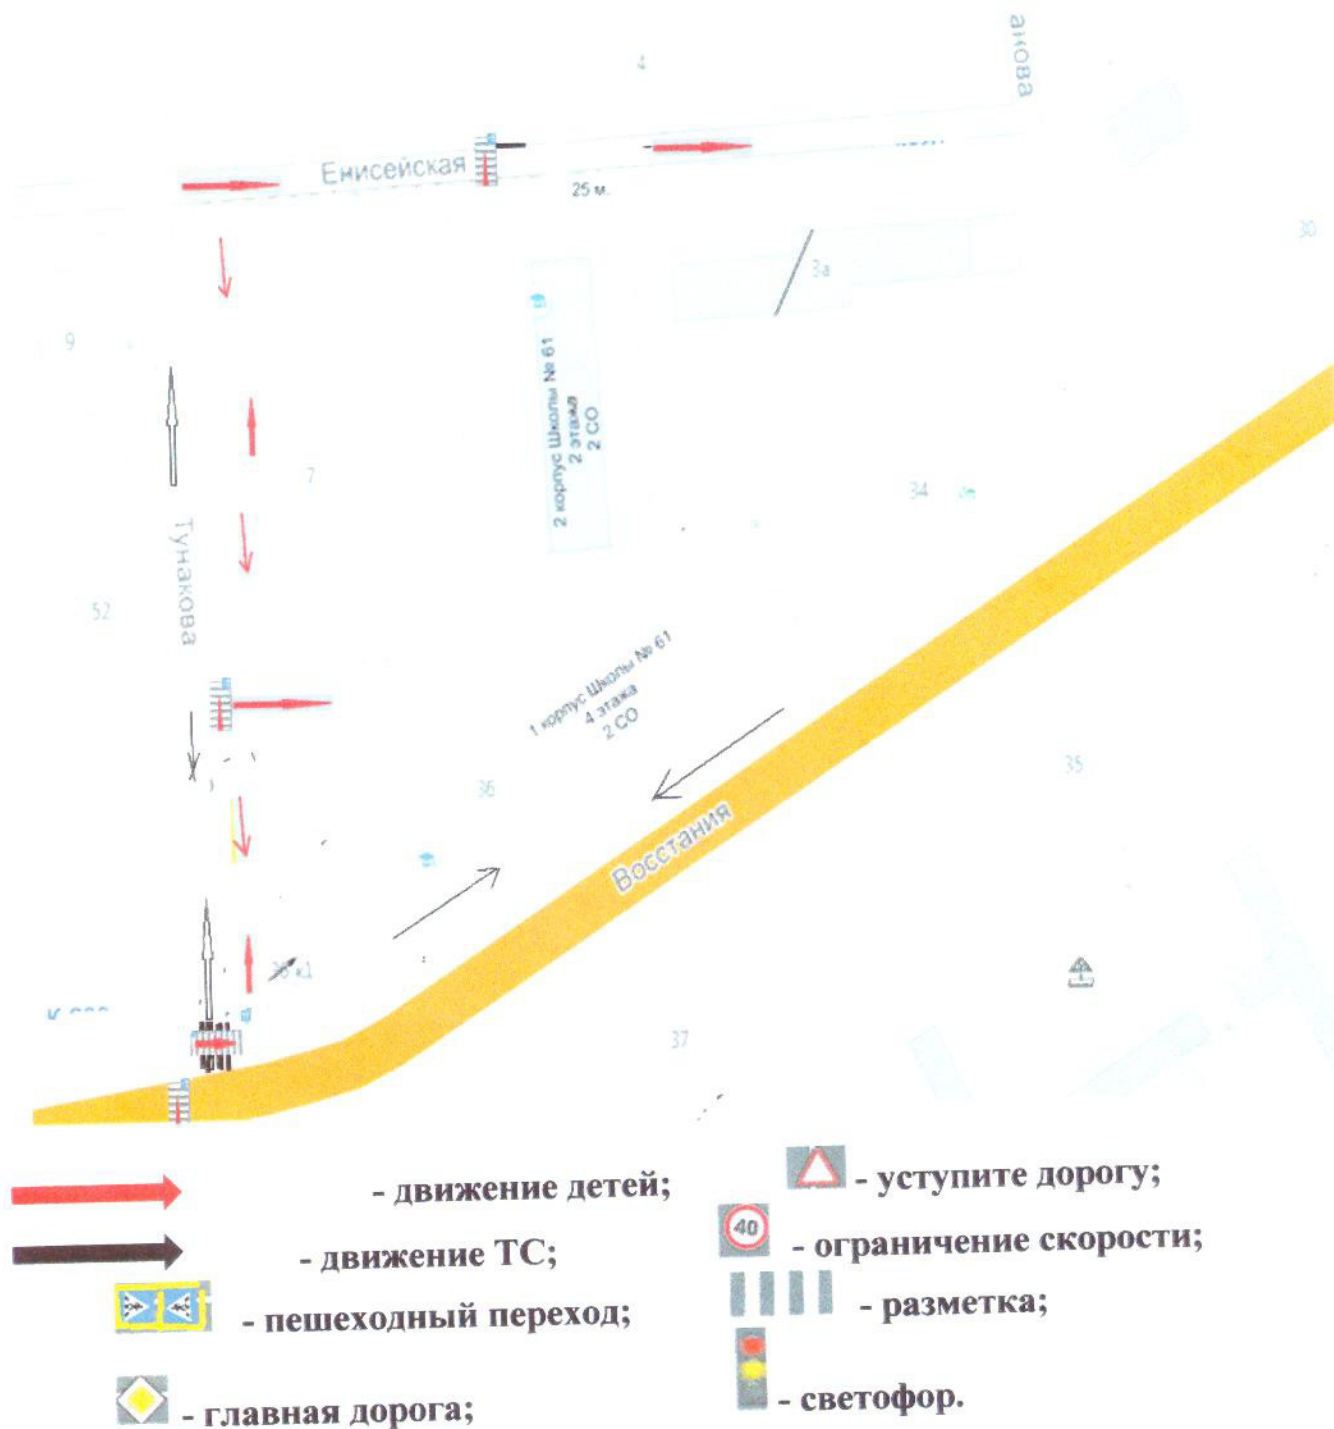 4
Енисейская
25 м.
30
3а
9
2 корпус Школы № 61
2 этажа
2 СО
7
34
Тунакова
52
1 корпус Школы № 61
4 этажа
2 СО
36
35
Восстания
37
- движение детей;
- уступите дорогу;
- движение ТС;
40
- ограничение скорости;
- пешеходный переход;
- разметка;
- главная дорога;
- светофор.